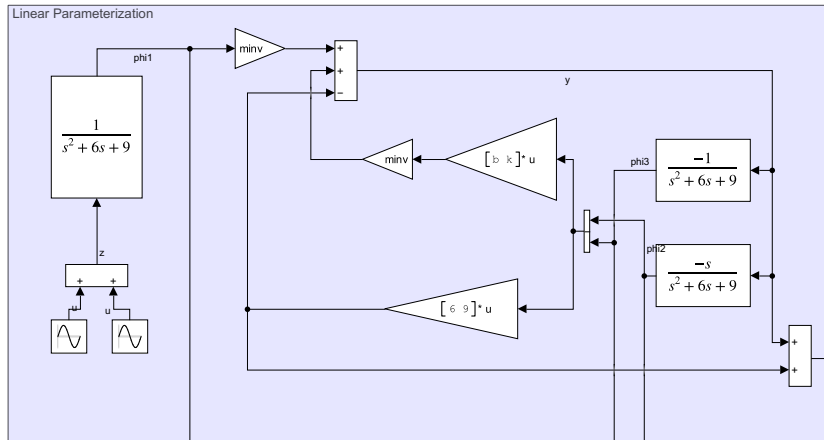 Linear Parameterization
phi1
minv
+
+
−
y
1
s² + 6s + 9
minv
[b k]* u
phi3
−1
s² + 6s + 9
phi2
−s
s² + 6s + 9
z
+ +
u
u
[6 9]* u
+
+